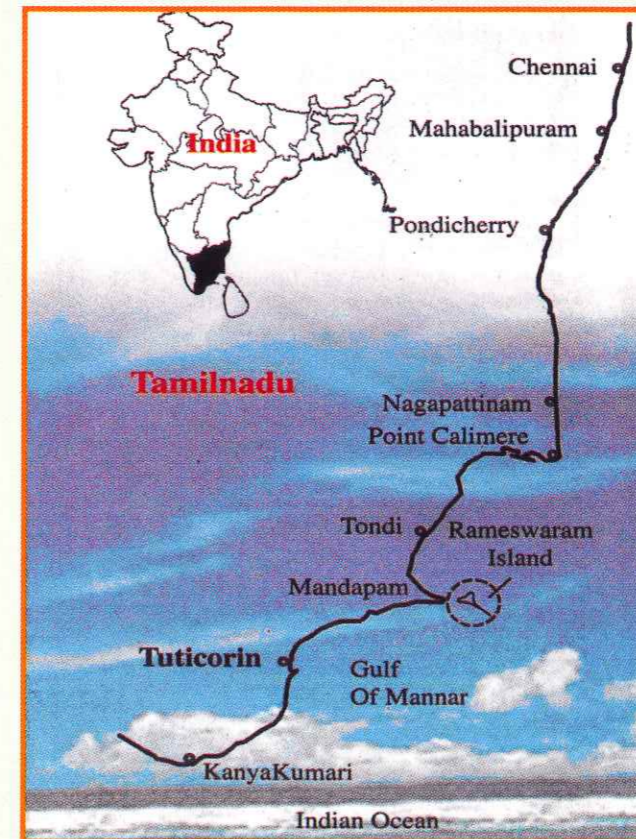 Chennai
Mahabalipuram
India
Pondicherry
Tamilnadu
Nagapattinam
Point Calimere
Tondi
Rameswaram
Island
Mandapam
Tuticorin
Gulf
Of Mannar
KanyaKumari
Indian Ocean